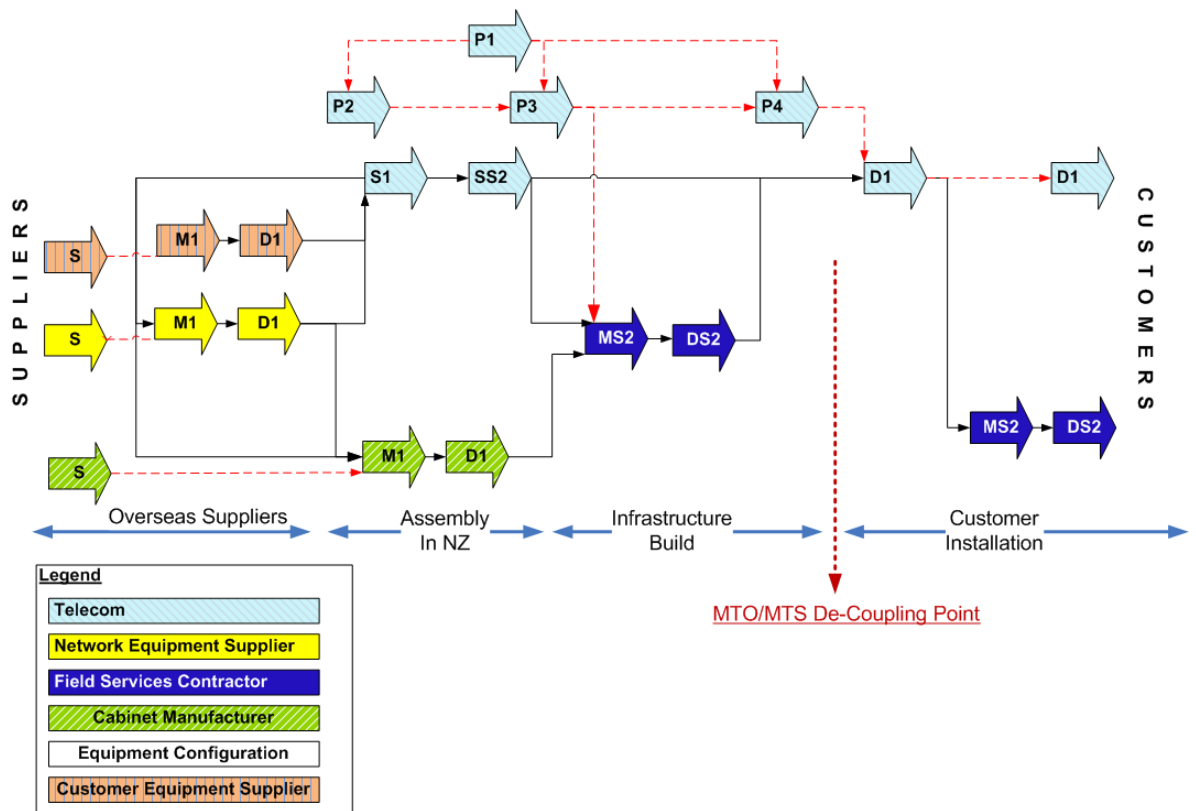 P1
P2
P3
P4
S1
SS2
D1
D1
SUPPLIERS
CUSTOMERS
S
M1
D1
S
M1
D1
MS2
DS2
S
M1
D1
MS2
DS2
Overseas Suppliers
Assembly
In NZ
Infrastructure
Build
Customer
Installation
MTO/MTS De-Coupling Point
Legend
Telecom
Network Equipment Supplier
Field Services Contractor
Cabinet Manufacturer
Equipment Configuration
Customer Equipment Supplier